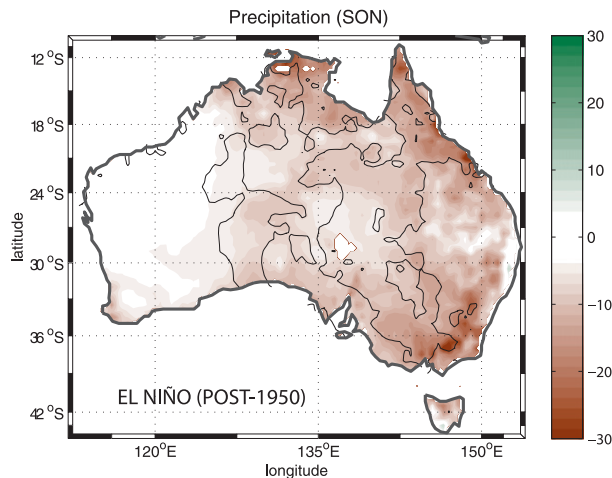 Precipitation (SON)
12°S
18°S
24°S
30°S
36°S
42°S
latitude
EL NIÑO (POST-1950)
120°E
135°E
150°E
longitude
30
20
10
0
−10
−20
−30